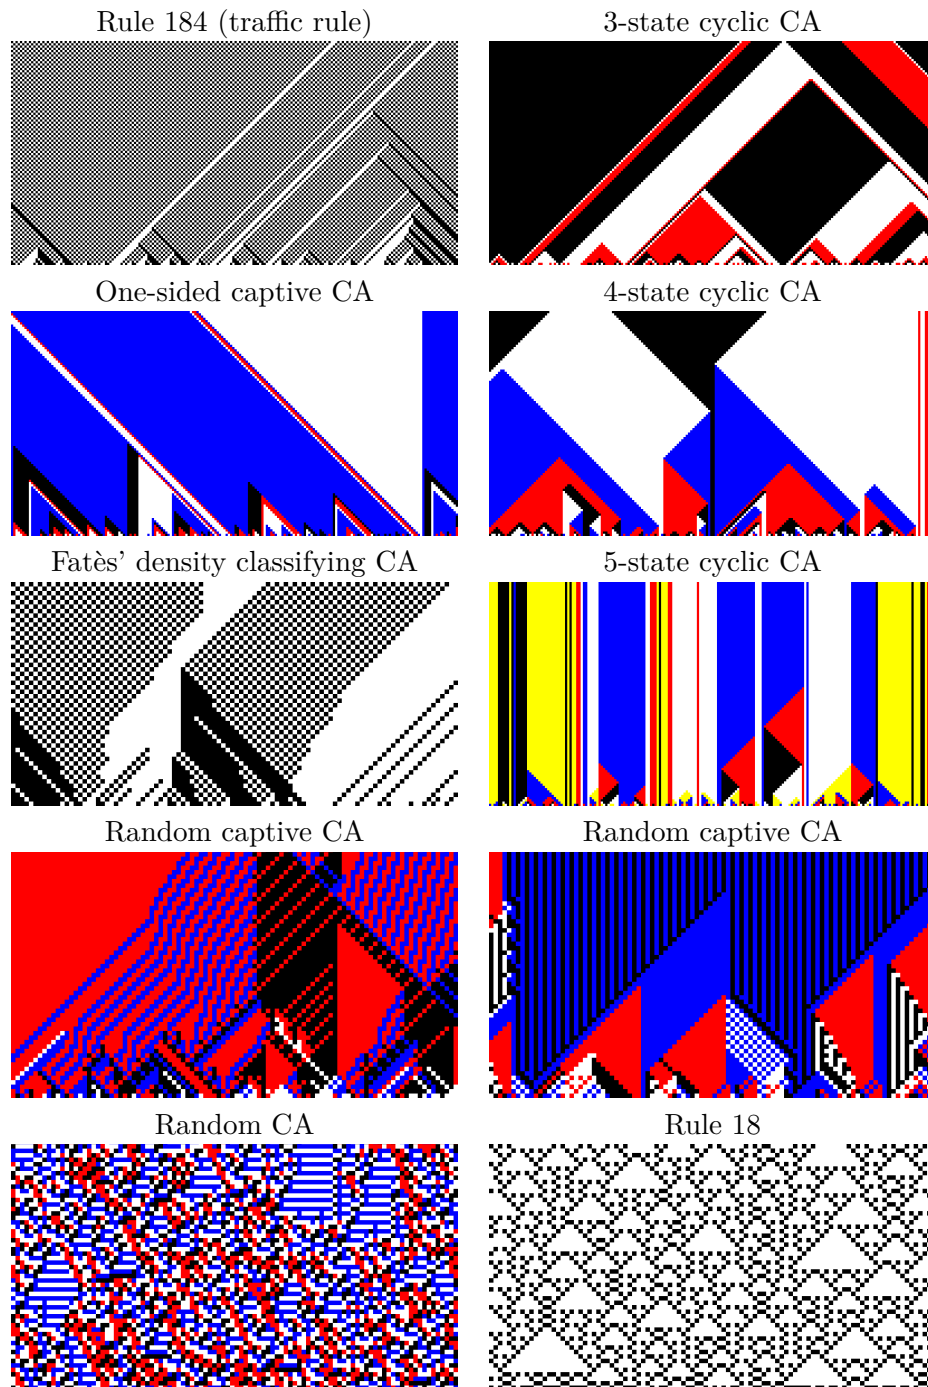 Rule 184 (traffic rule)
3-state cyclic CA
One-sided captive CA
4-state cyclic CA
Fatès’ density classifying CA
5-state cyclic CA
Random captive CA
Random captive CA
Random CA
Rule 18